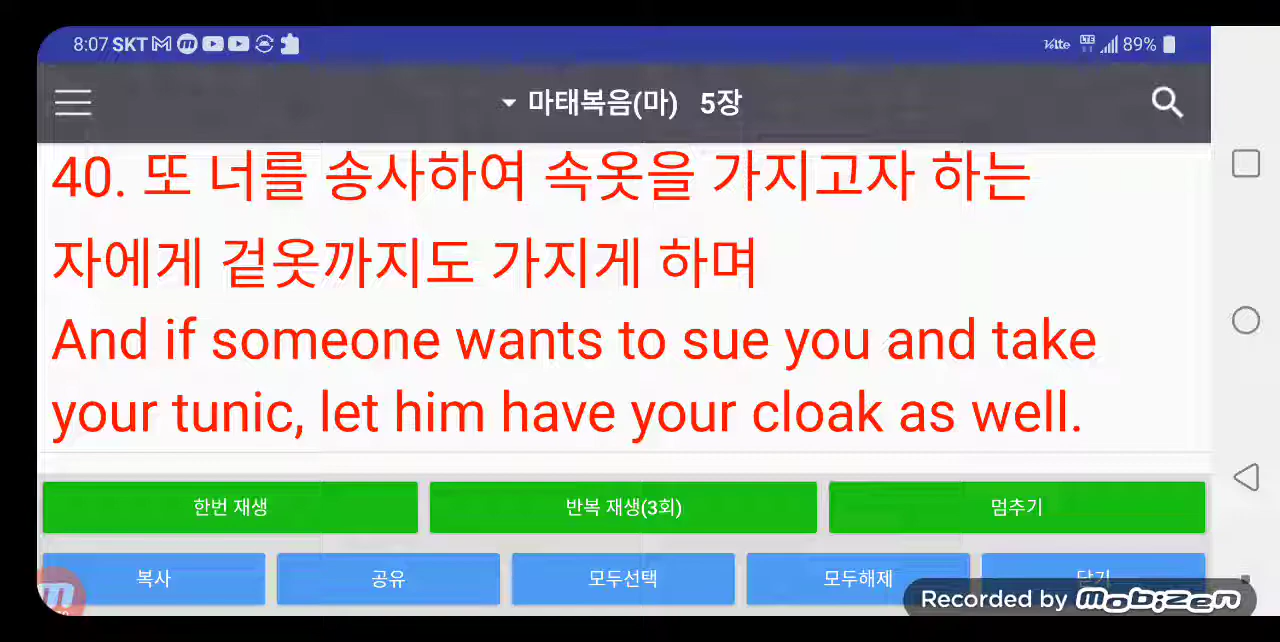 8:07 SKT
Volte LTE 89%
마태복음(마) 5장
40. 또 너를 송사하여 속옷을 가지고자 하는
자에게 겉옷까지도 가지게 하며
And if someone wants to sue you and take
your tunic, let him have your cloak as well.
한번 재생 반복 재생(3회) 멈추기
복사 공유 모두선택 모두해제 닫기
Recorded by mobizen